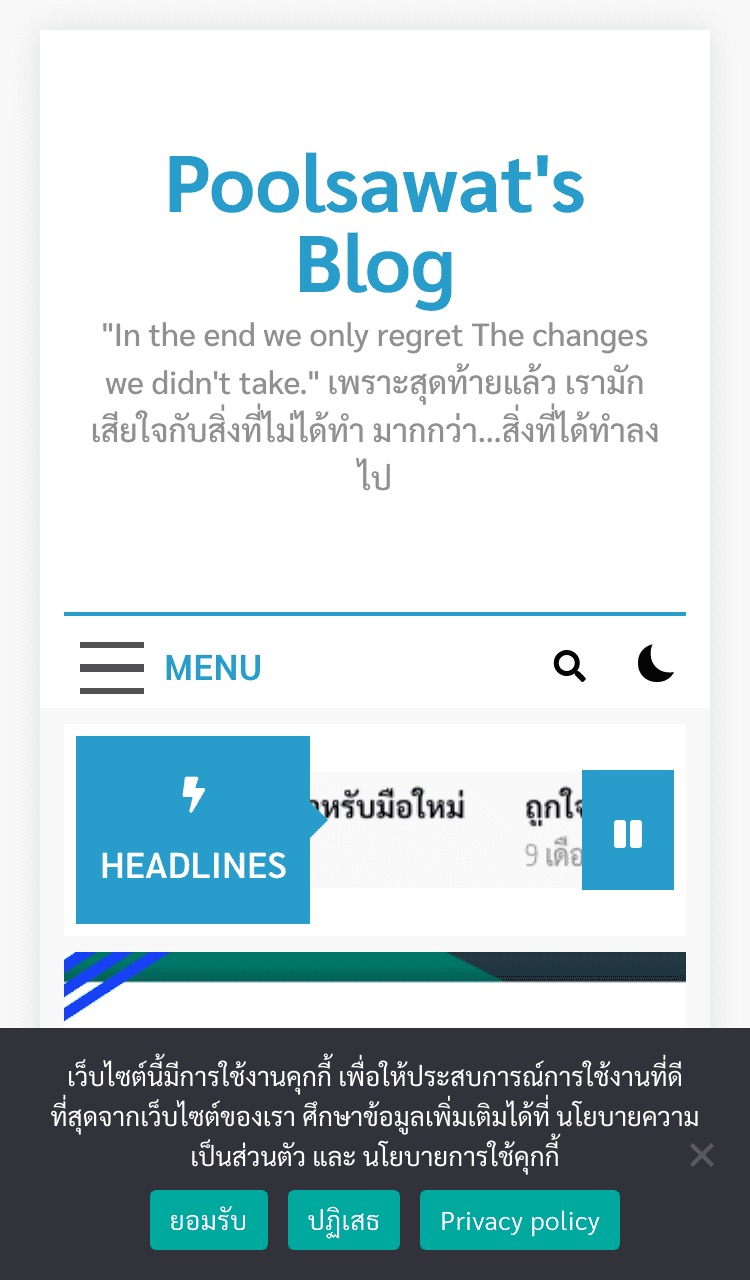 Poolsawat's
Blog
"In the end we only regret The changes
we didn't take." เพราะสุดท้ายแล้ว เรามัก
เสียใจกับสิ่งที่ไม่ได้ทำ มากกว่า...สิ่งที่ได้ทำลง
ไป
MENU
HEADLINES
หรับมือใหม่
ถูกใจ
9 เดือ
เว็บไซต์นี้มีการใช้งานคุกกี้ เพื่อให้ประสบการณ์การใช้งานที่ดี
ที่สุดจากเว็บไซต์ของเรา ศึกษาข้อมูลเพิ่มเติมได้ที่ นโยบายความ
เป็นส่วนตัว และ นโยบายการใช้คุกกี้
ยอมรับ ปฏิเสธ Privacy policy